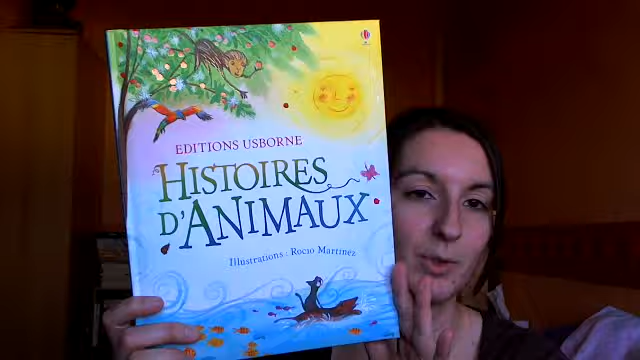 EDITIONS USBORNE
HISTOIRES
D'ANIMAUX
Illustrations : Rocio Martinez